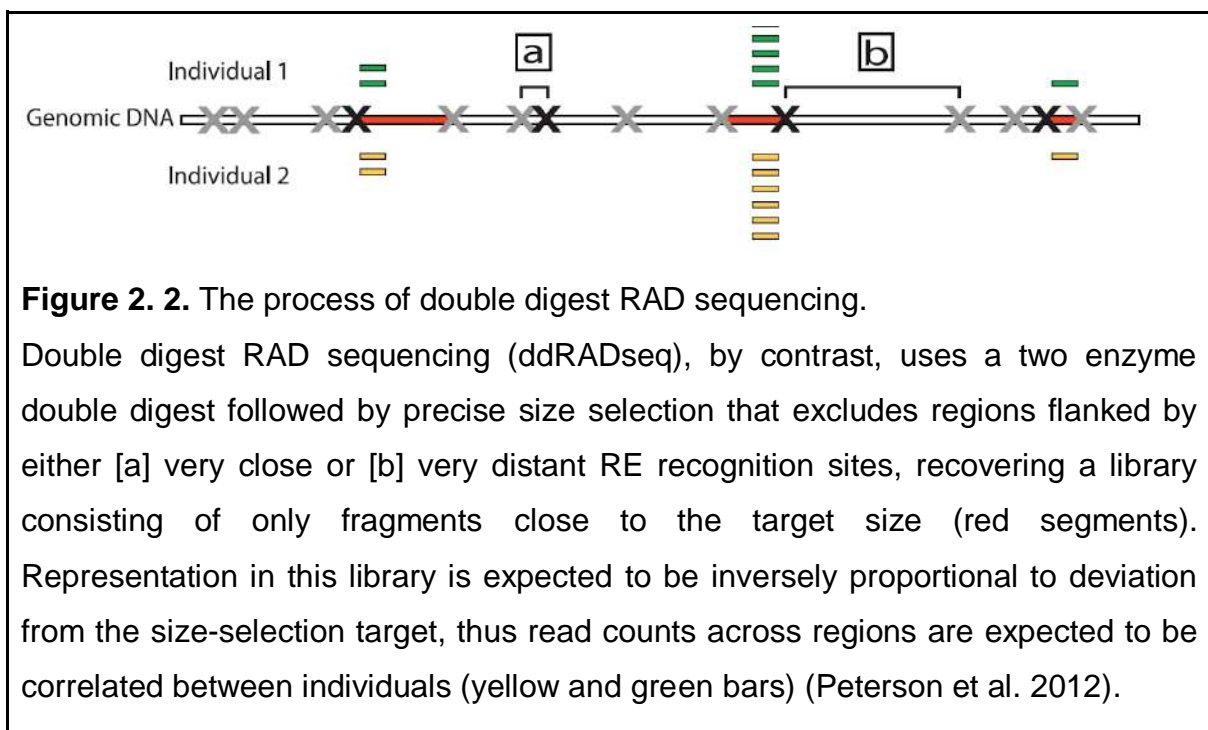 Individual 1
a
b
Genomic DNA
Individual 2
Figure 2. 2. The process of double digest RAD sequencing.
Double digest RAD sequencing (ddRADseq), by contrast, uses a two enzyme
double digest followed by precise size selection that excludes regions flanked by
either [a] very close or [b] very distant RE recognition sites, recovering a library
consisting of only fragments close to the target size (red segments).
Representation in this library is expected to be inversely proportional to deviation
from the size-selection target, thus read counts across regions are expected to be
correlated between individuals (yellow and green bars) (Peterson et al. 2012).